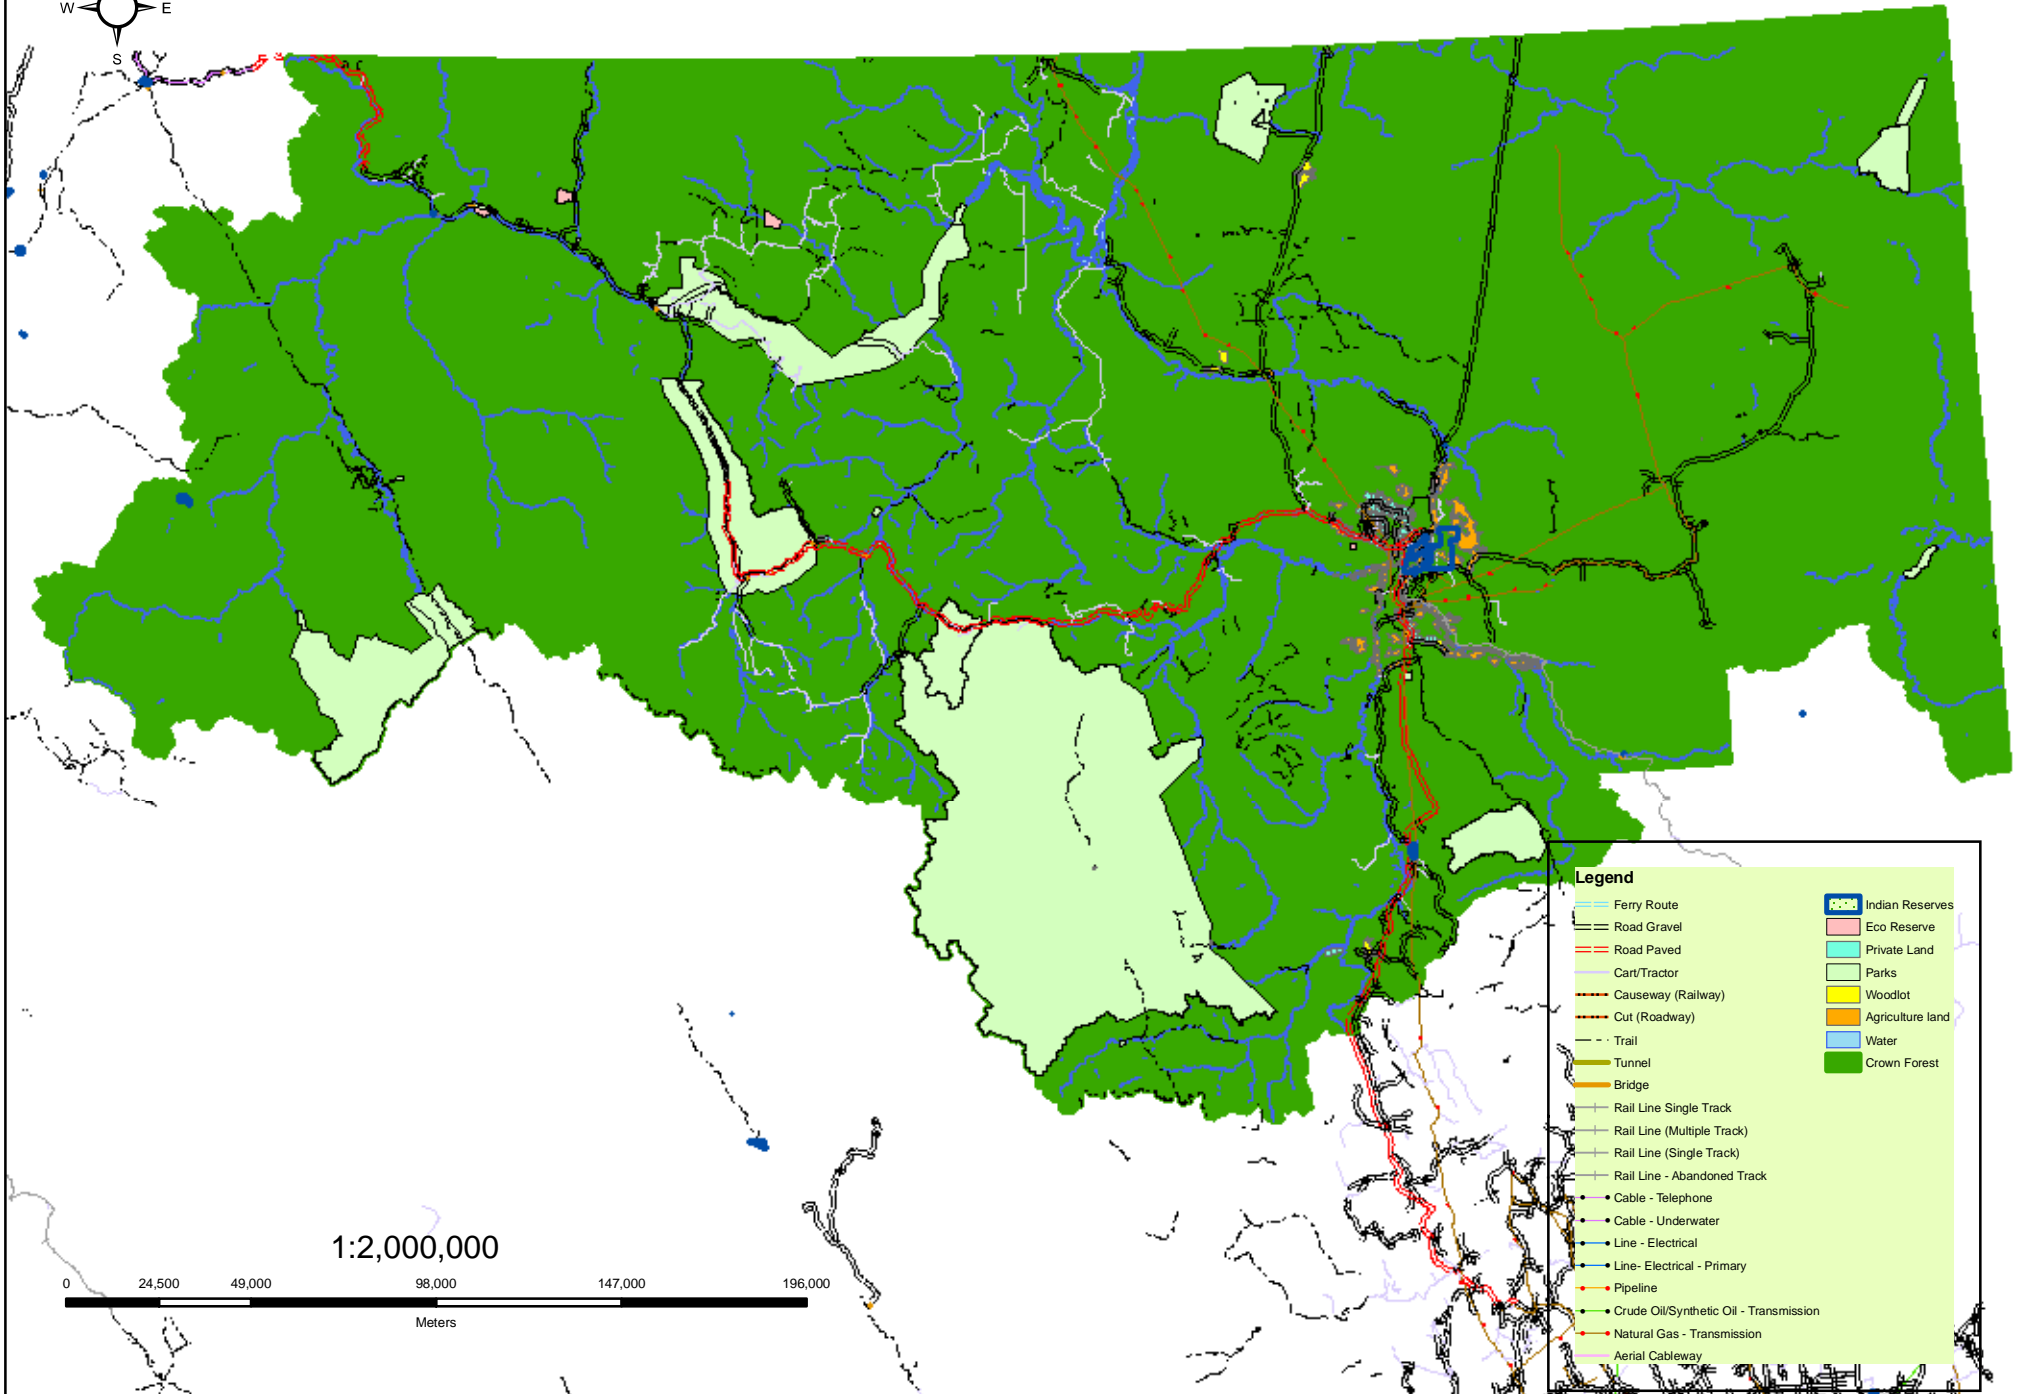 W E
S
1:2,000,000
0 24,500 49,000 98,000 147,000 196,000
Meters
Legend
Ferry Route
Road Gravel
Road Paved
Cart/Tractor
Causeway (Railway)
Cut (Roadway)
Trail
Tunnel
Bridge
Rail Line Single Track
Rail Line (Multiple Track)
Rail Line (Single Track)
Rail Line - Abandoned Track
Cable - Telephone
Cable - Underwater
Line - Electrical
Line- Electrical - Primary
Pipeline
Crude Oil/Synthetic Oil - Transmission
Natural Gas - Transmission
Aerial Cableway
Indian Reserves
Eco Reserve
Private Land
Parks
Woodlot
Agriculture land
Water
Crown Forest